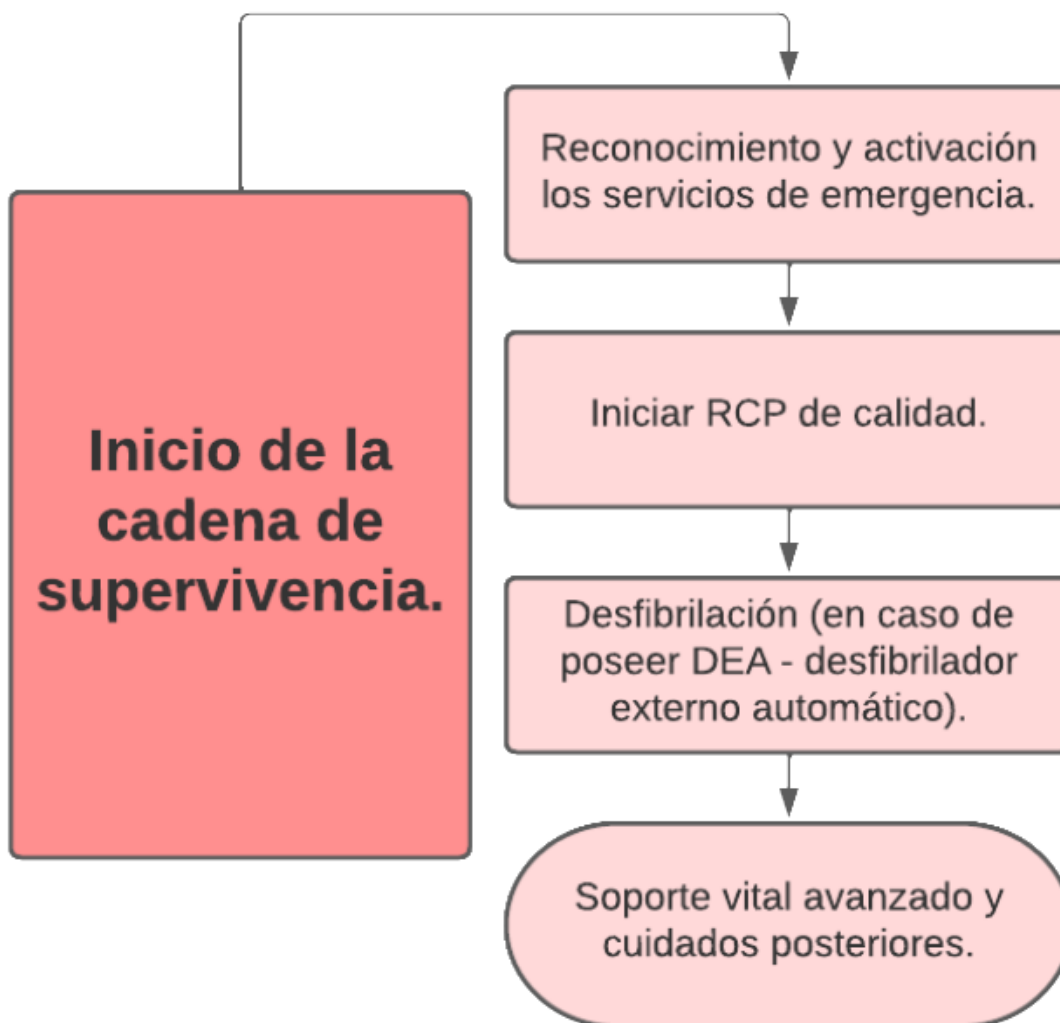 Inicio de la
cadena de
supervivencia.
Reconocimiento y activación
los servicios de emergencia.
Iniciar RCP de calidad.
Desfibrilación (en caso de
poseer DEA - desfibrilador
externo automático).
Soporte vital avanzado y
cuidados posteriores.